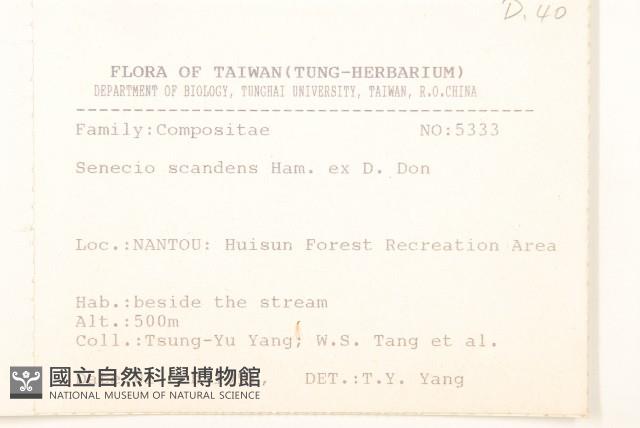 D.40
FLORA OF TAIWAN(TUNG-HERBARIUM)
DEPARTMENT OF BIOLOGY, TUNGHAI UNIVERSITY, TAIWAN, R.O.CHINA
Family:Compositae NO:5333
Senecio scandens Ham. ex D. Don
Loc.:NANTOU: Huisun Forest Recreation Area
Hab.:beside the stream
Alt.:500m
Coll.:Tsung-Yu Yang; W.S. Tang et al.
DET.:T.Y. Yang
國立自然科學博物館
NATIONAL MUSEUM OF NATURAL SCIENCE